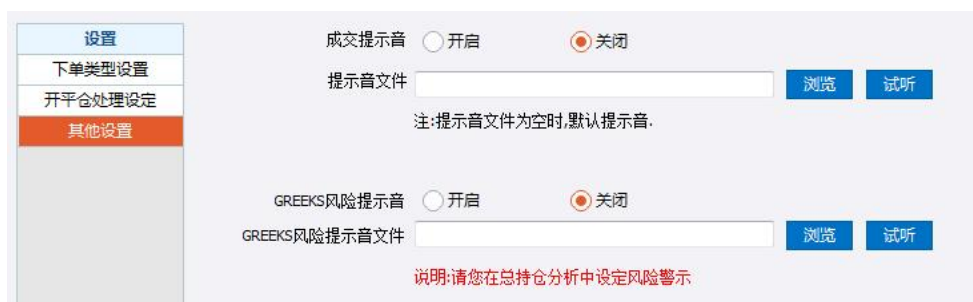 设置
下单类型设置
开平仓处理设定
其他设置
成交提示音 开启 关闭
提示音文件 浏览 试听
注:提示音文件为空时,默认提示音.
GREEKS风险提示音 开启 关闭
GREEKS风险提示音文件 浏览 试听
说明:请您在总持仓分析中设定风险警示